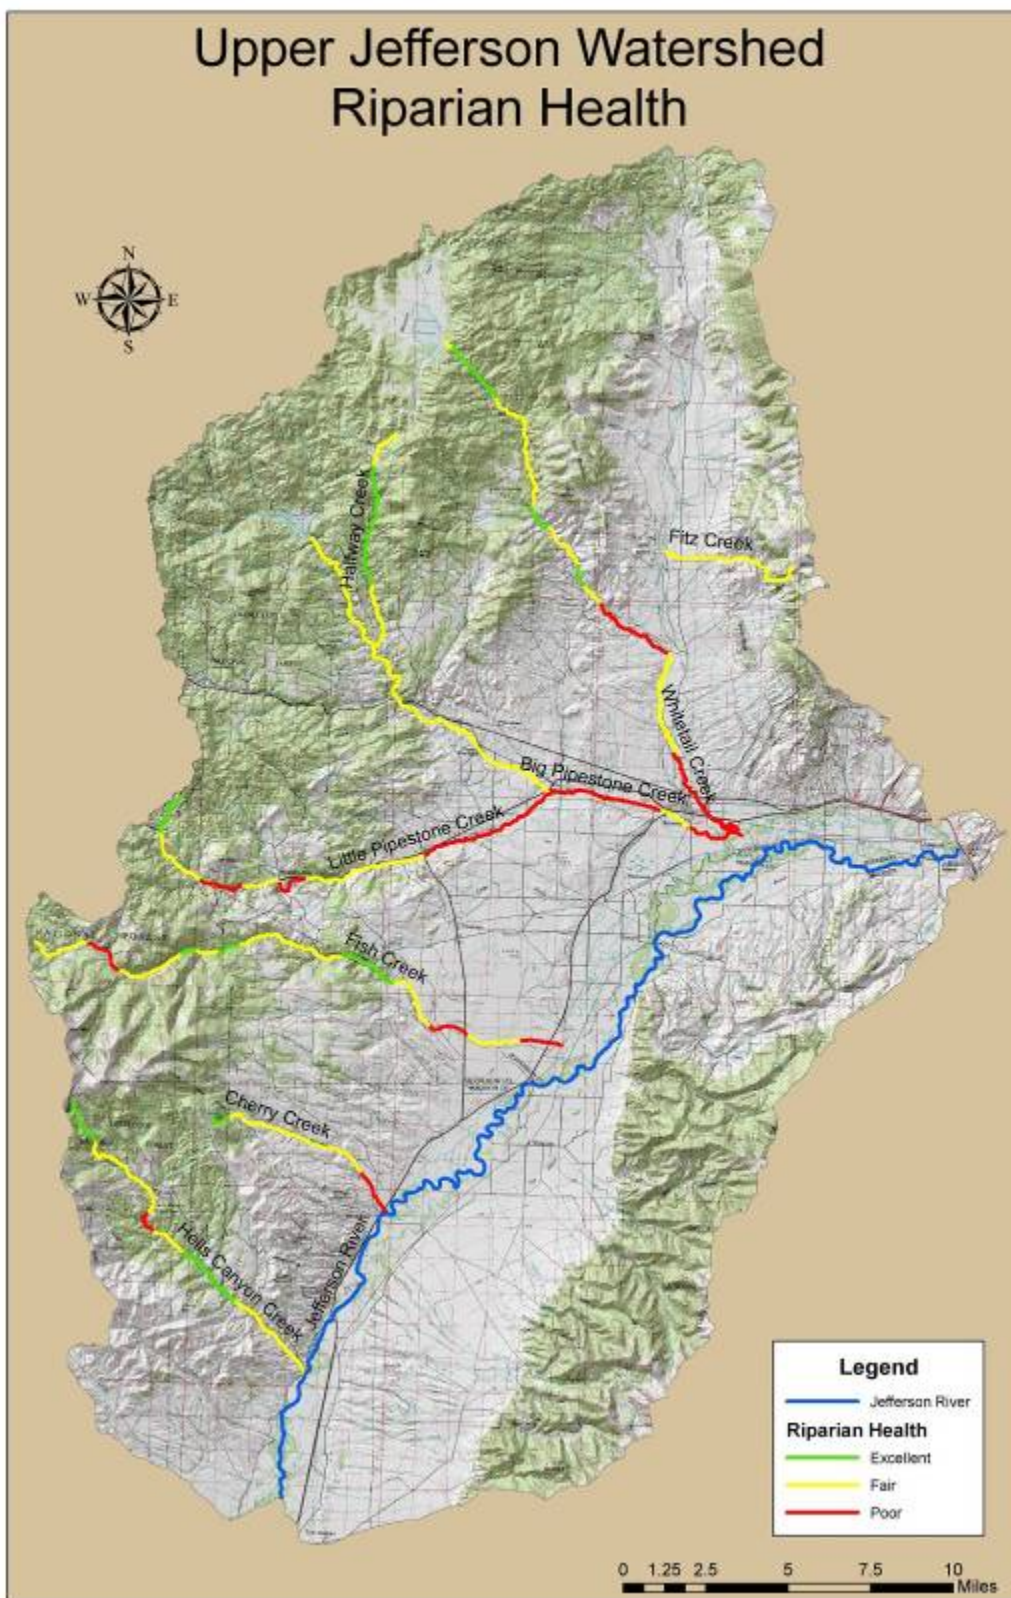 Upper Jefferson Watershed
Riparian Health
N
W E
S
Halfway Creek
Fitz Creek
Whitetail Creek
Big Pipestone Creek
Little Pipestone Creek
Fish Creek
Cherry Creek
Hells Canyon Creek
Jefferson River
Legend
Jefferson River
Riparian Health
Excellent
Fair
Poor
0 1.25 2.5 5 7.5 10
Miles